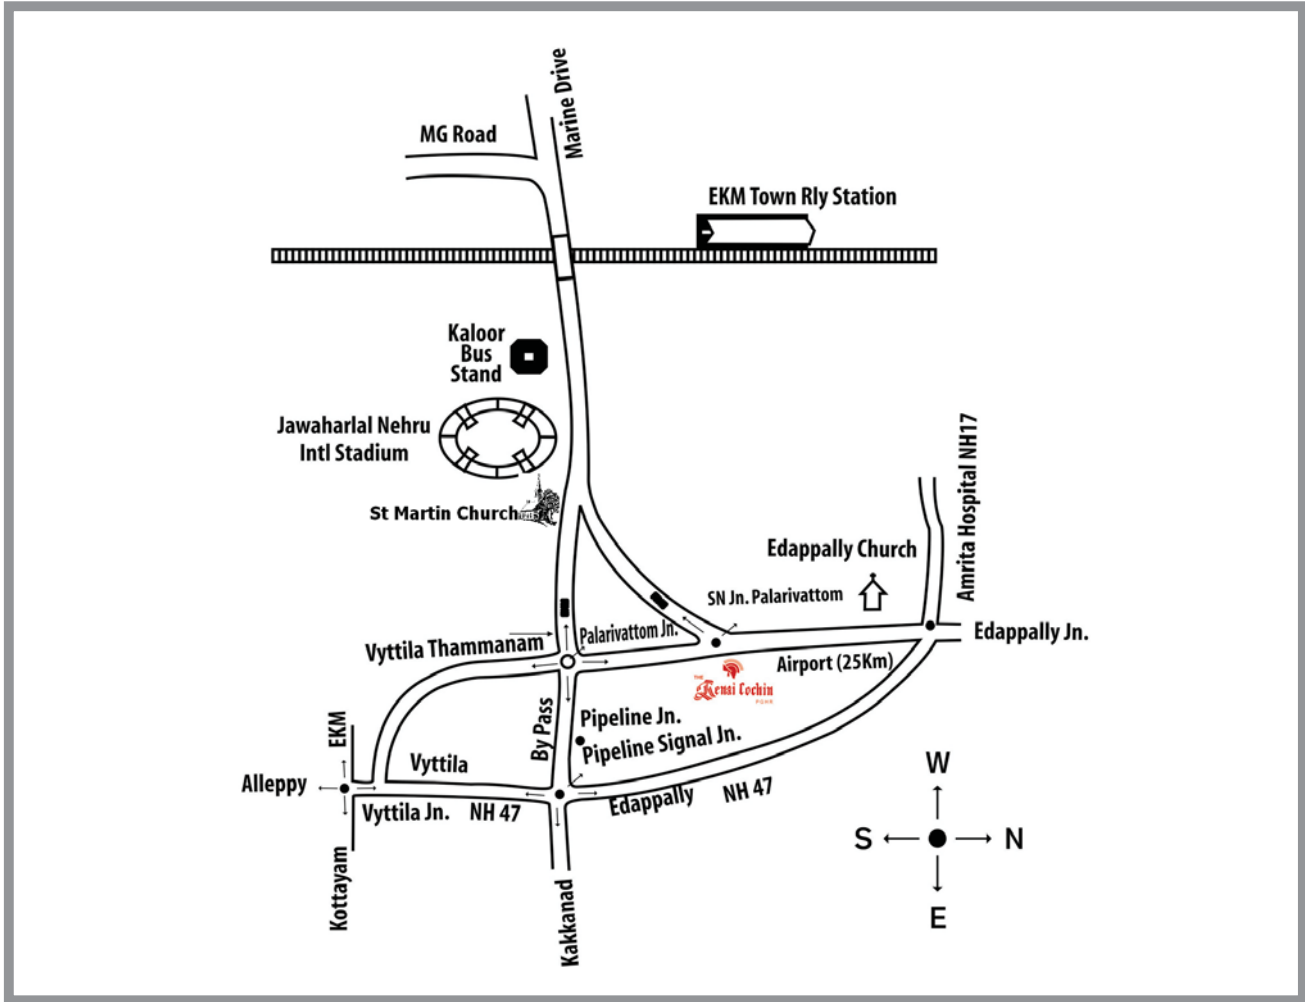 Marine Drive
MG Road
EKM Town Rly Station
Kaloor
Bus
Stand
Jawaharlal Nehru
Intl Stadium
St Martin Church
Amrita Hospital NH17
Edappally Church
SN Jn. Palarivattom
Edappally Jn.
Palarivattom Jn.
Vyttila Thammanam
Airport (25Km)
THE
Renai Cochin
By Pass
Pipeline Jn.
Pipeline Signal Jn.
EKM
Vyttila
Alleppy
Vyttila Jn.
NH 47
Edappally
NH 47
Kottayam
Kakkanad
W
S
N
E